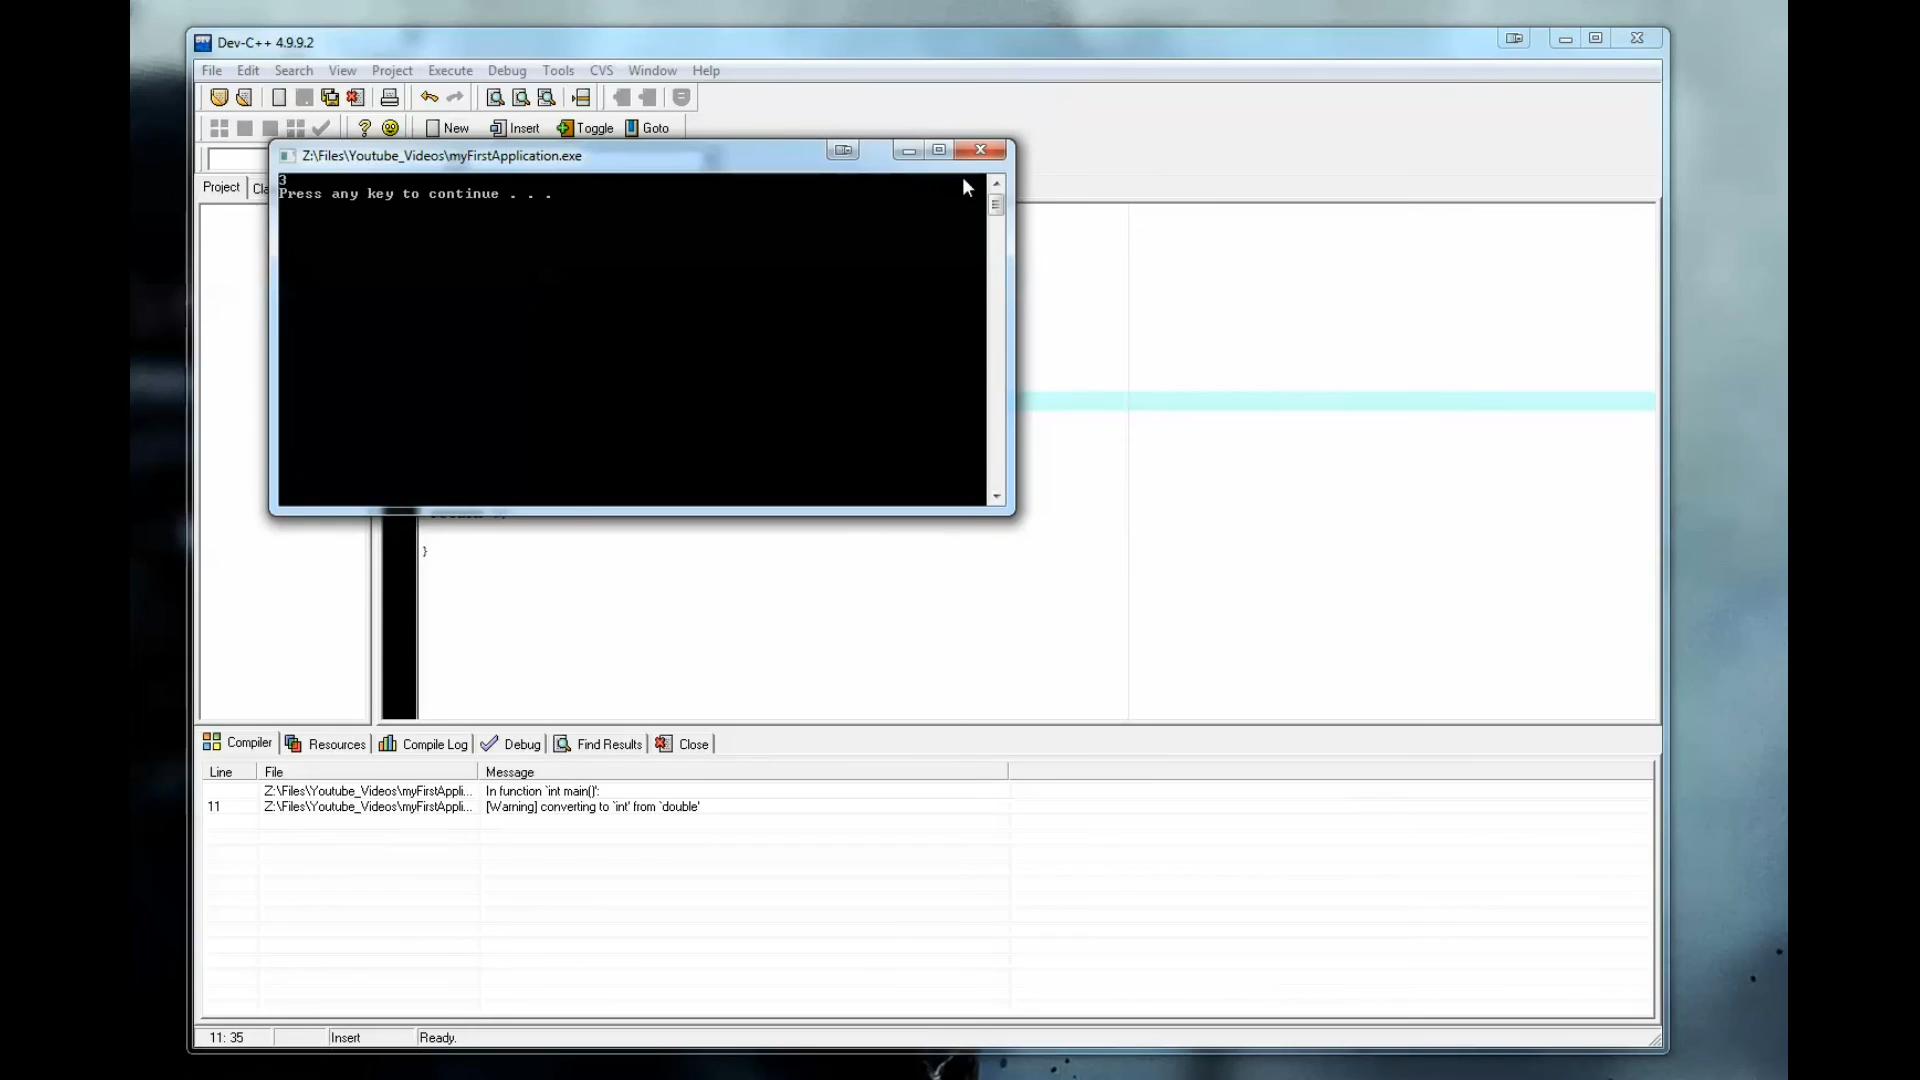 Dev-C++ 4.9.9.2
File Edit Search View Project Execute Debug Tools CVS Window Help
New Insert Toggle Goto
Z:\Files\Youtube_Videos\myFirstApplication.exe
Project
3
Press any key to continue . . .
}
Compiler Resources Compile Log Debug Find Results Close
Line File Message
Z:\Files\Youtube_Videos\myFirstAppli... In function `int main()':
11 Z:\Files\Youtube_Videos\myFirstAppli... [Warning] converting to `int' from `double'
11: 35 Insert Ready.